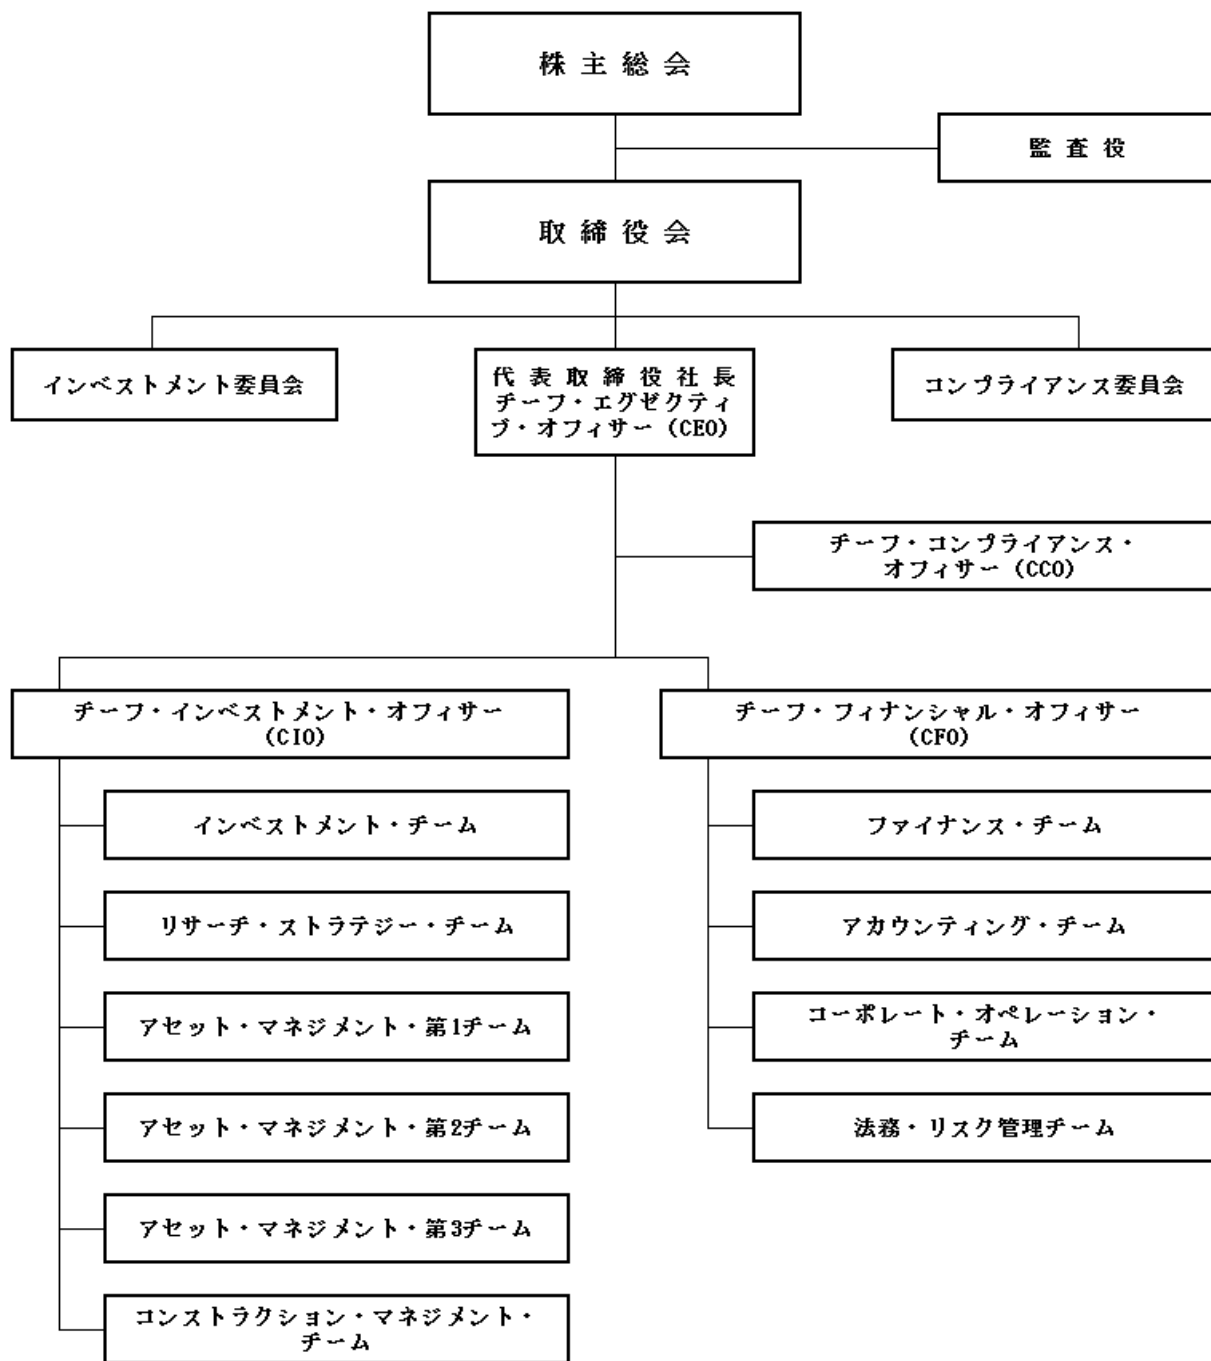 株主総会
監査役
取締役会
インベストメント委員会
代表取締役社長
チーフ・エグゼクティ
ブ・オフィサー(CEO)
コンプライアンス委員会
チーフ・コンプライアンス・
オフィサー(CCO)
チーフ・インベストメント・オフィサー
(CIO)
チーフ・フィナンシャル・オフィサー
(CFO)
インベストメント・チーム
ファイナンス・チーム
リサーチ・ストラテジー・チーム
アカウンティング・チーム
アセット・マネジメント・第1チーム
コーポレート・オペレーション・
チーム
アセット・マネジメント・第2チーム
法務・リスク管理チーム
アセット・マネジメント・第3チーム
コンストラクション・マネジメント・
チーム